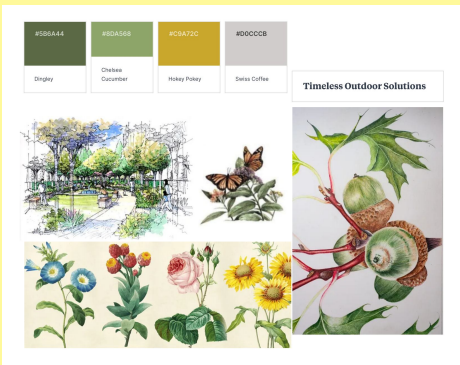 #5B6A44
#8DA568
#C9A72C
#D0CCCB
Dingley
Chelsea
Cucumber
Hokey Pokey
Swiss Coffee
Timeless Outdoor Solutions